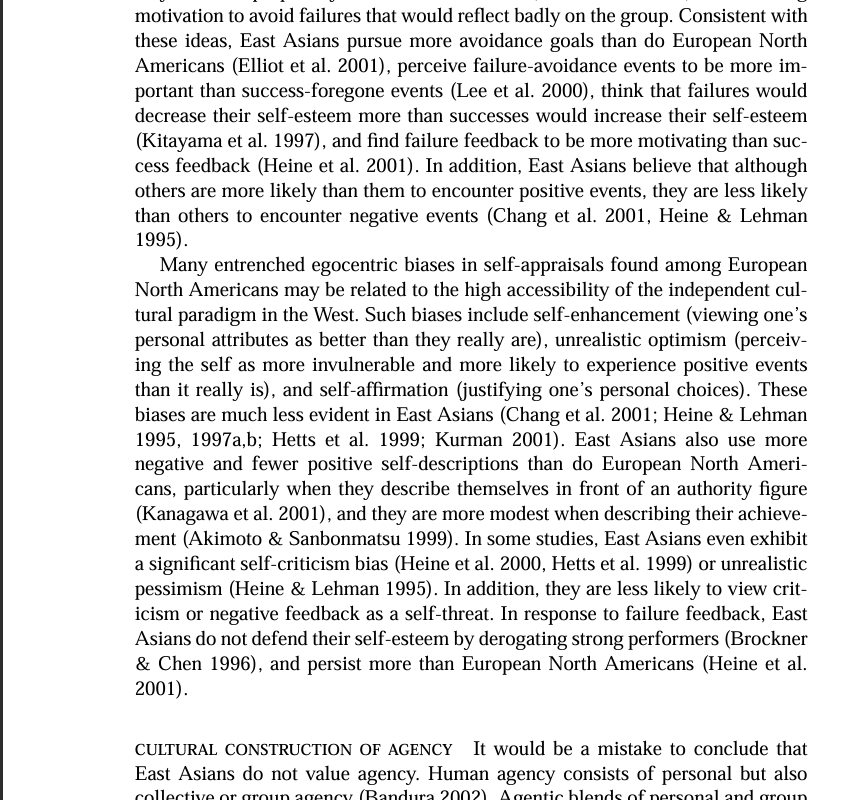 motivation to avoid failures that would reflect badly on the group. Consistent with
these ideas, East Asians pursue more avoidance goals than do European North
Americans (Elliot et al. 2001), perceive failure-avoidance events to be more im-
portant than success-foregone events (Lee et al. 2000), think that failures would
decrease their self-esteem more than successes would increase their self-esteem
(Kitayama et al. 1997), and find failure feedback to be more motivating than suc-
cess feedback (Heine et al. 2001). In addition, East Asians believe that although
others are more likely than them to encounter positive events, they are less likely
than others to encounter negative events (Chang et al. 2001, Heine & Lehman
1995).
Many entrenched egocentric biases in self-appraisals found among European
North Americans may be related to the high accessibility of the independent cul-
tural paradigm in the West. Such biases include self-enhancement (viewing one's
personal attributes as better than they really are), unrealistic optimism (perceiv-
ing the self as more invulnerable and more likely to experience positive events
than it really is), and self-affirmation (justifying one's personal choices). These
biases are much less evident in East Asians (Chang et al. 2001; Heine & Lehman
1995, 1997a,b; Hetts et al. 1999; Kurman 2001). East Asians also use more
negative and fewer positive self-descriptions than do European North Ameri-
cans, particularly when they describe themselves in front of an authority figure
(Kanagawa et al. 2001), and they are more modest when describing their achieve-
ment (Akimoto & Sanbonmatsu 1999). In some studies, East Asians even exhibit
a significant self-criticism bias (Heine et al. 2000, Hetts et al. 1999) or unrealistic
pessimism (Heine & Lehman 1995). In addition, they are less likely to view crit-
icism or negative feedback as a self-threat. In response to failure feedback, East
Asians do not defend their self-esteem by derogating strong performers (Brockner
& Chen 1996), and persist more than European North Americans (Heine et al.
2001).
CULTURAL CONSTRUCTION OF AGENCY It would be a mistake to conclude that
East Asians do not value agency. Human agency consists of personal but also
collective or group agency (Bandura 2002). Agentic blends of personal and group